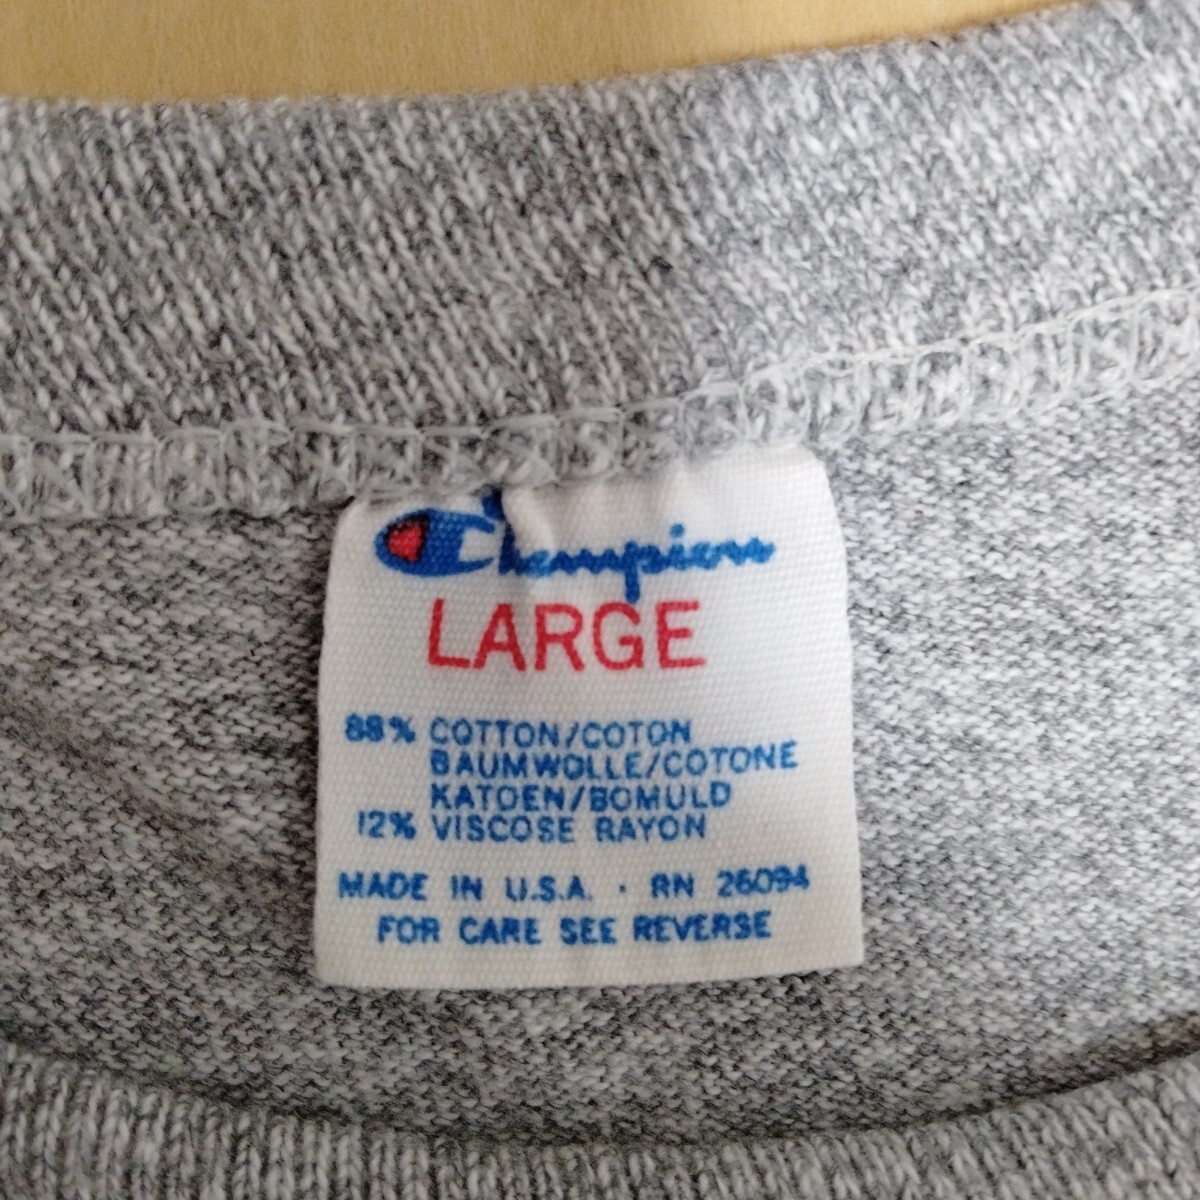 Champion
LARGE
88% COTTON/COTON
BAUMWOLLE/COTONE
KATOEN/BOMULD
12% VISCOSE RAYON
MADE IN U.S.A. · RN 26094
FOR CARE SEE REVERSE